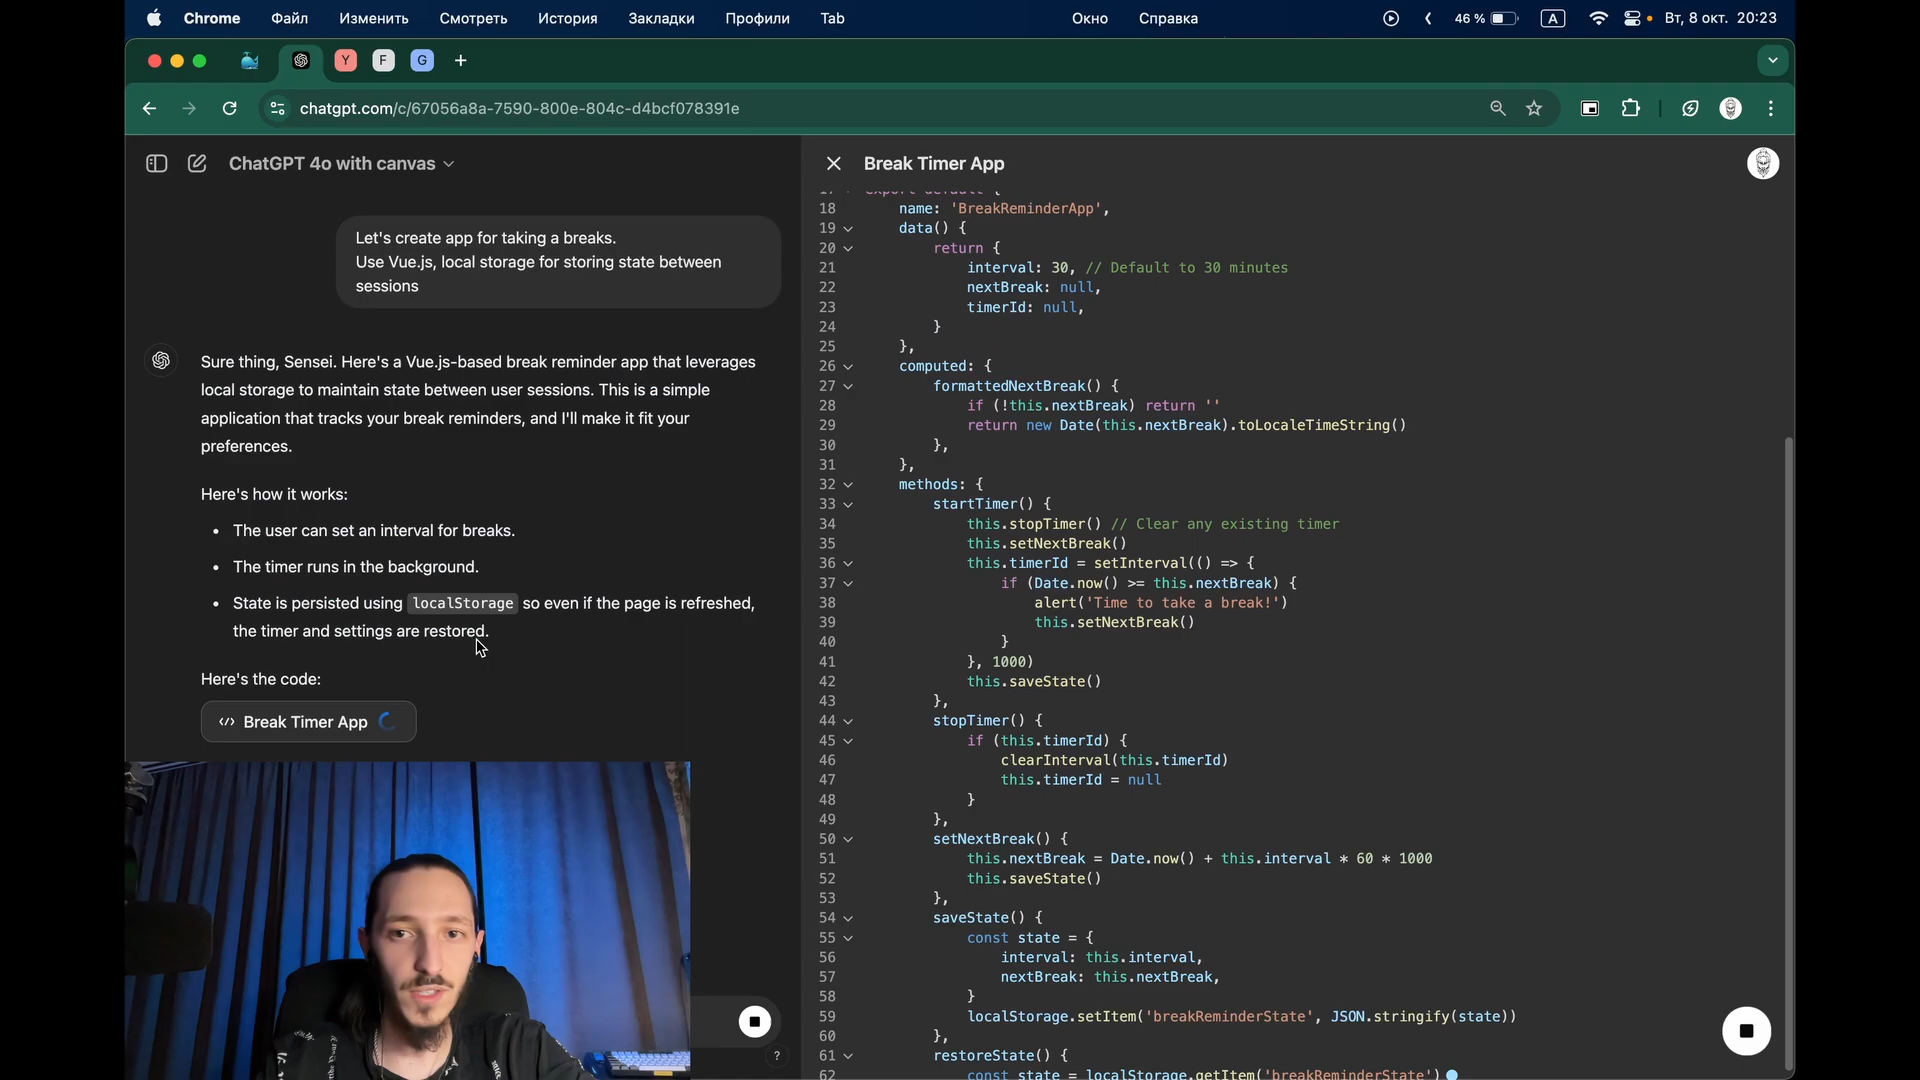 Chrome Файл Изменить Смотреть История Закладки Профили Tab Окно Справка 46 % A Вт, 8 окт. 20:23
Y F G
chatgpt.com/c/67056a8a-7590-800e-804c-d4bcf078391e
ChatGPT 4o with canvas
Let's create app for taking a breaks.
Use Vue.js, local storage for storing state between
sessions
Sure thing, Sensei. Here's a Vue.js-based break reminder app that leverages
local storage to maintain state between user sessions. This is a simple
application that tracks your break reminders, and I'll make it fit your
preferences.
Here's how it works:
• The user can set an interval for breaks.
• The timer runs in the background.
• State is persisted using localStorage so even if the page is refreshed,
the timer and settings are restored.
Here's the code:
Break Timer App
?
Break Timer App
17 export default {
18 name: 'BreakReminderApp',
19 data() {
20 return {
21 interval: 30, // Default to 30 minutes
22 nextBreak: null,
23 timerId: null,
24 }
25 },
26 computed: {
27 formattedNextBreak() {
28 if (!this.nextBreak) return ''
29 return new Date(this.nextBreak).toLocaleTimeString()
30 },
31 },
32 methods: {
33 startTimer() {
34 this.stopTimer() // Clear any existing timer
35 this.setNextBreak()
36 this.timerId = setInterval(() => {
37 if (Date.now() >= this.nextBreak) {
38 alert('Time to take a break!')
39 this.setNextBreak()
40 }
41 }, 1000)
42 this.saveState()
43 },
44 stopTimer() {
45 if (this.timerId) {
46 clearInterval(this.timerId)
47 this.timerId = null
48 }
49 },
50 setNextBreak() {
51 this.nextBreak = Date.now() + this.interval * 60 * 1000
52 this.saveState()
53 },
54 saveState() {
55 const state = {
56 interval: this.interval,
57 nextBreak: this.nextBreak,
58 }
59 localStorage.setItem('breakReminderState', JSON.stringify(state))
60 },
61 restoreState() {
62 const state = localStorage.getItem('breakReminderState')